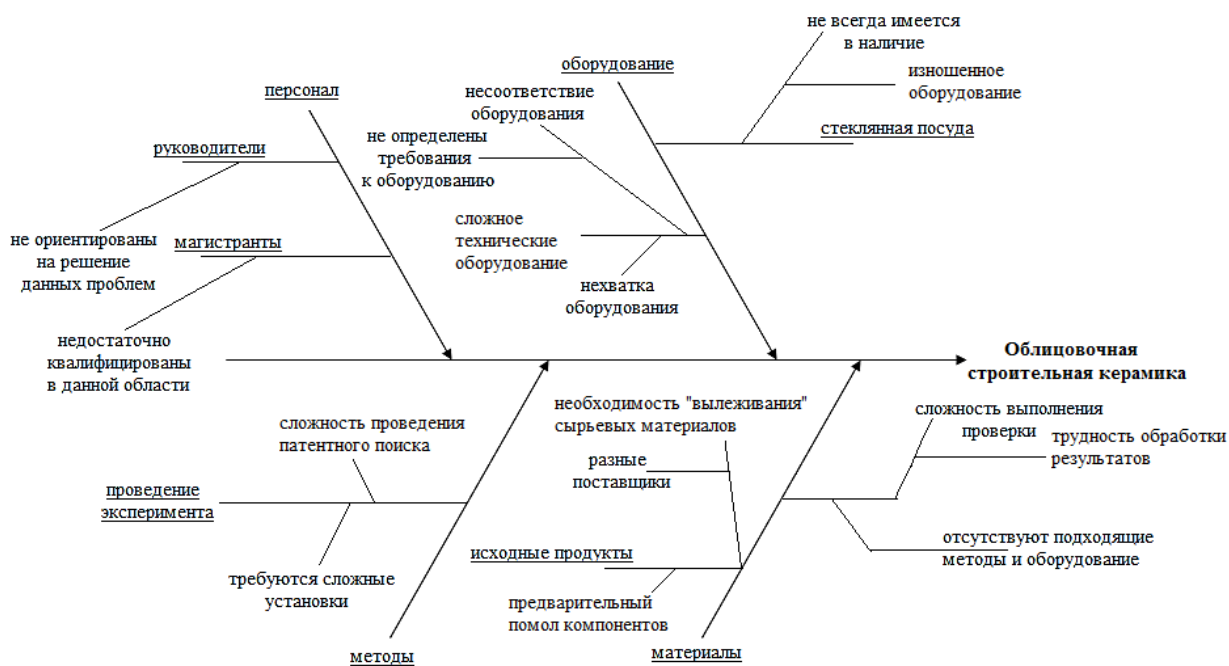 не всегда имеется
в наличие
оборудование
изношенное
оборудование
персонал
несоответствие
оборудования
стеклянная посуда
не определены
требования
к оборудованию
руководители
сложное
технические
оборудование
не ориентированы
на решение
данных проблем
магистранты
нехватка
оборудования
недостаточно
квалифицированы
в данной области
Облицовочная
строительная керамика
необходимость "вылеживания"
сырьевых материалов
сложность выполнения
проверки
сложность проведения
патентного поиска
трудность обработки
результатов
разные
поставщики
проведение
эксперимента
исходные продукты
отсутствуют подходящие
методы и оборудование
требуются сложные
установки
предварительный
помол компонентов
методы
материалы